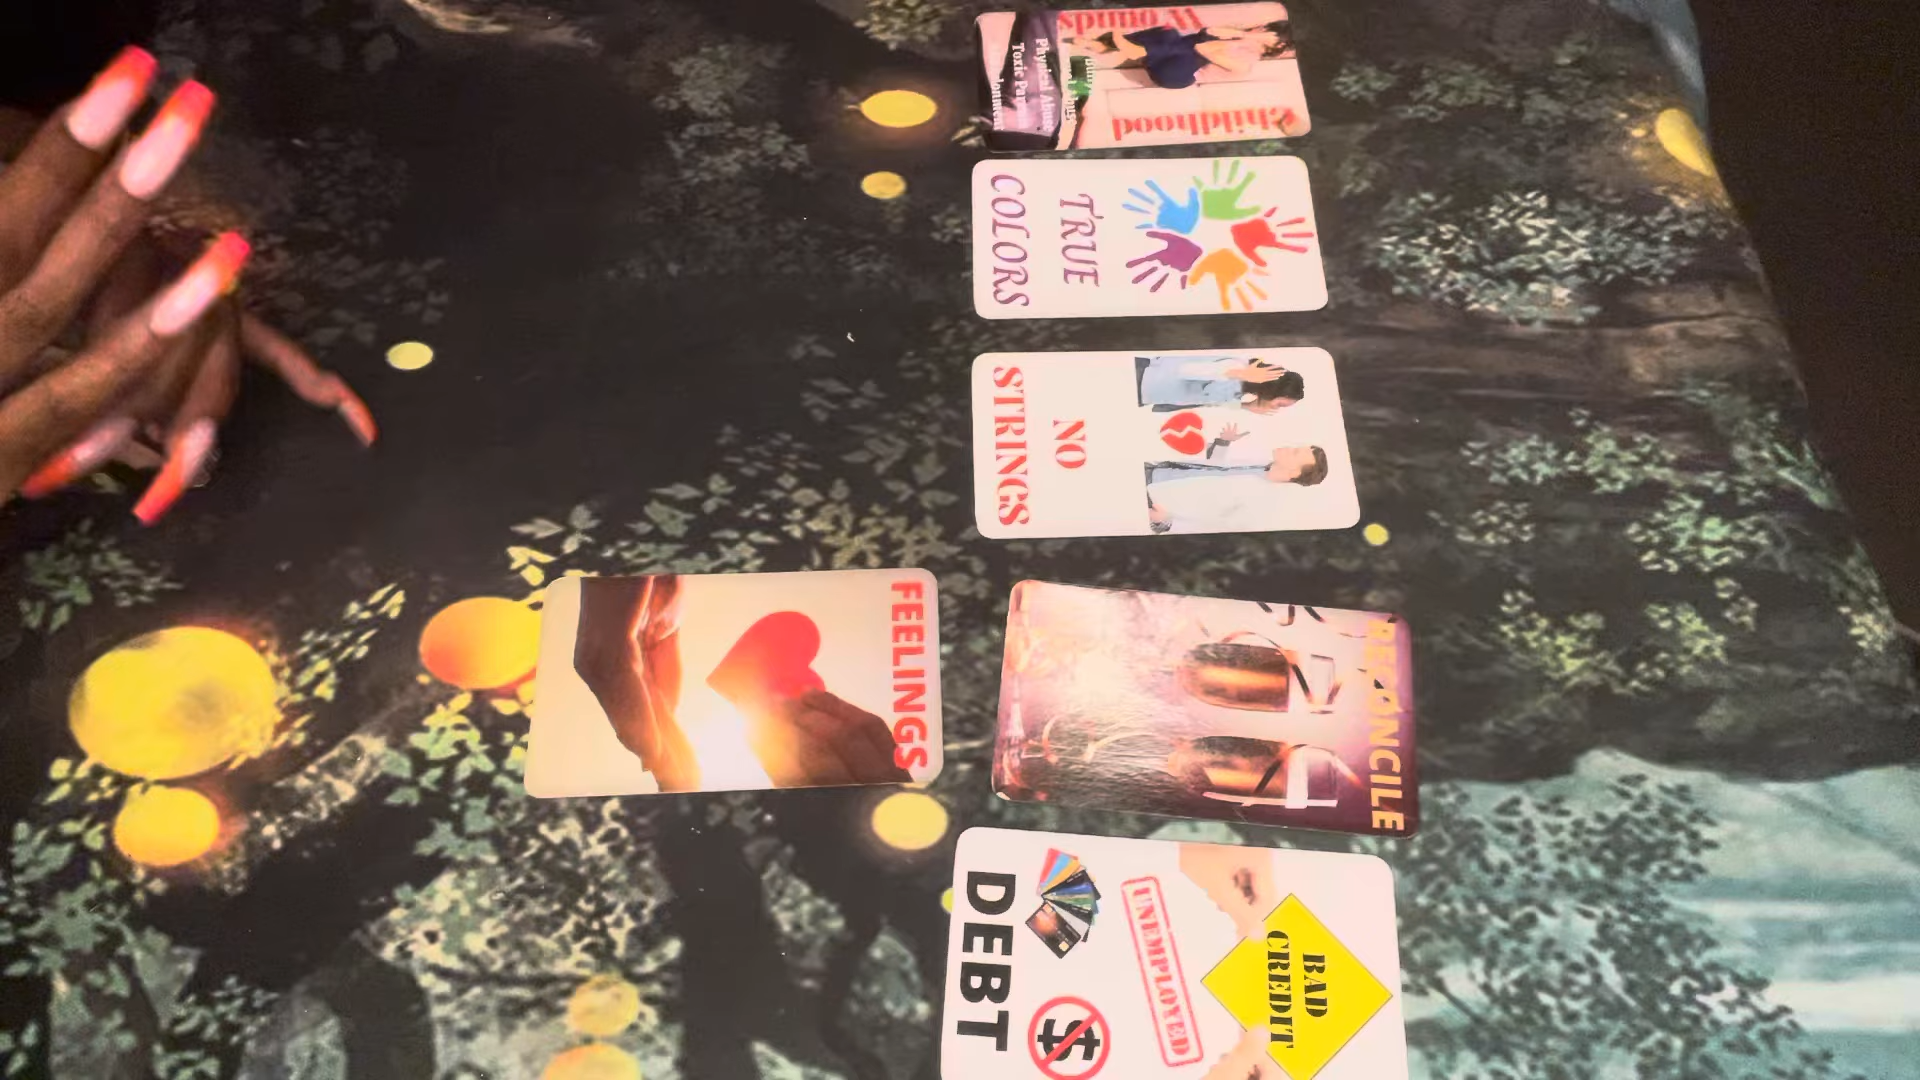 Childhood
Wounds
Physical Abuse
TRUE
COLORS
NO
STRINGS
FEELINGS
RECONCILE
BAD
CREDIT
UNEMPLOYED
$
DEBT